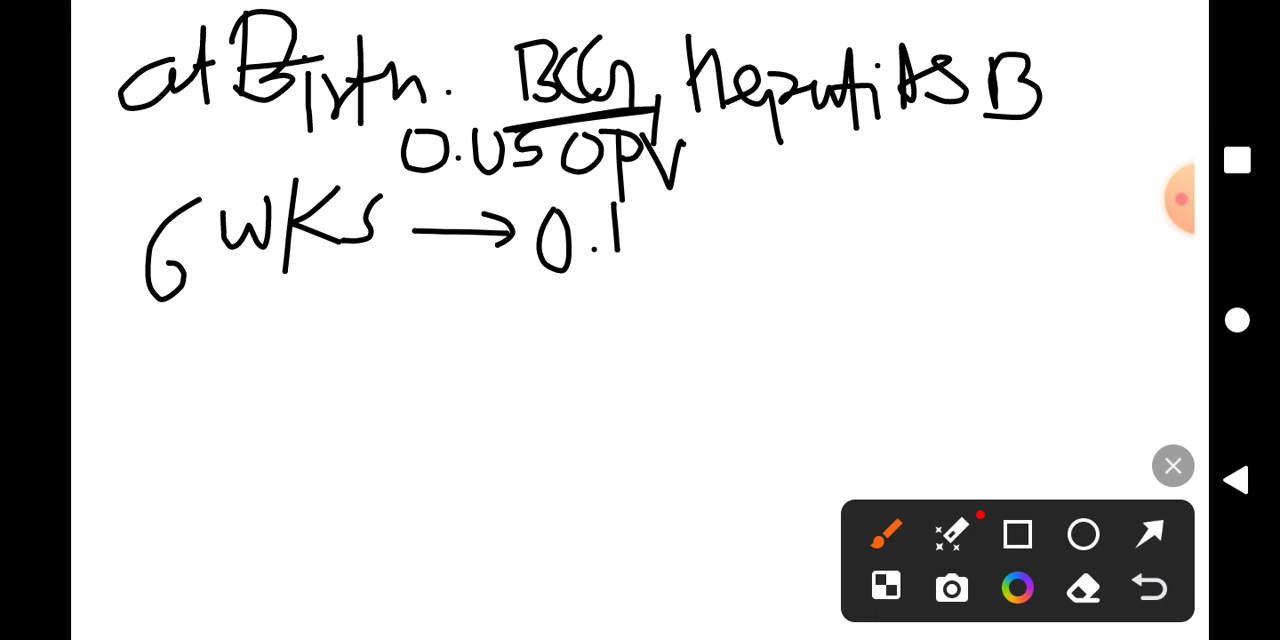 at Birth. BCG, Hepatitis B
0.05 OPV
6 WKS → 0.1